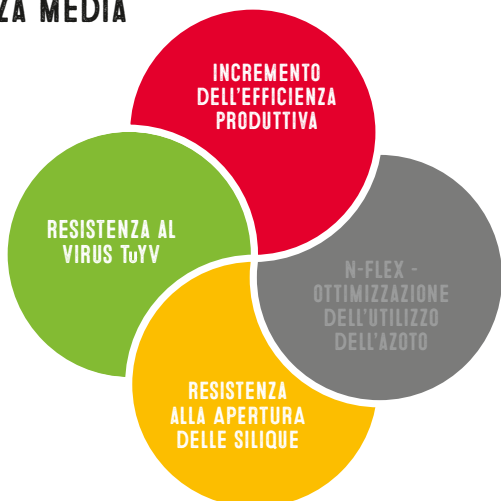 ZA MEDIA
INCREMENTO
DELL'EFFICIENZA
PRODUTTIVA
RESISTENZA AL
VIRUS TuYV
N-FLEX -
OTTIMIZZAZIONE
DELL'UTILIZZO
DELL'AZOTO
RESISTENZA
ALLA APERTURA
DELLE SILIQUE